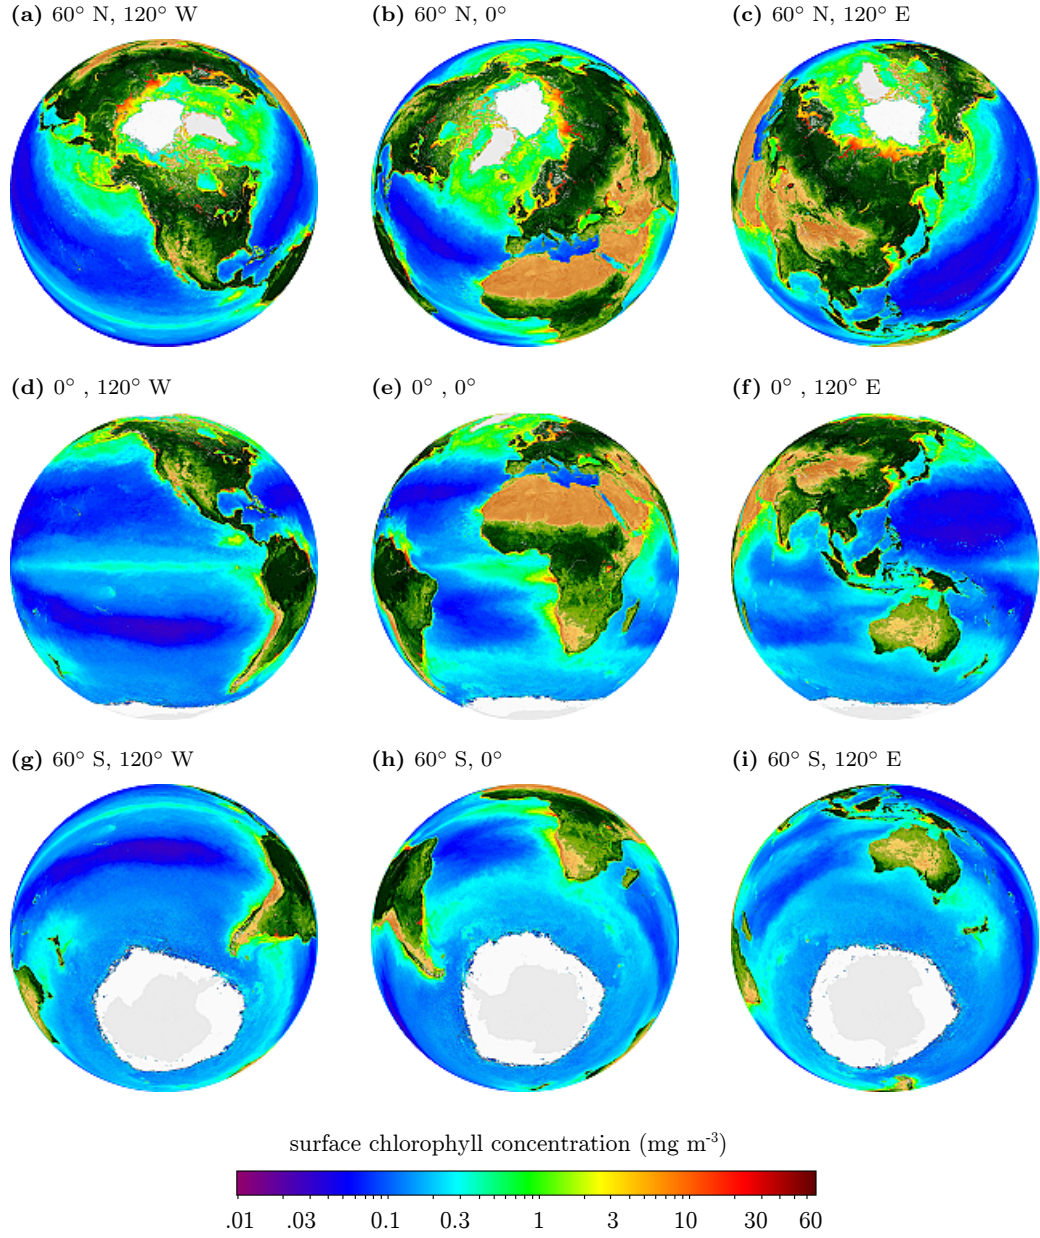 (a) 60° N, 120° W
(b) 60° N, 0°
(c) 60° N, 120° E
(d) 0° , 120° W
(e) 0° , 0°
(f) 0° , 120° E
(g) 60° S, 120° W
(h) 60° S, 0°
(i) 60° S, 120° E
surface chlorophyll concentration (mg m⁻³)
.01 .03 0.1 0.3 1 3 10 30 60